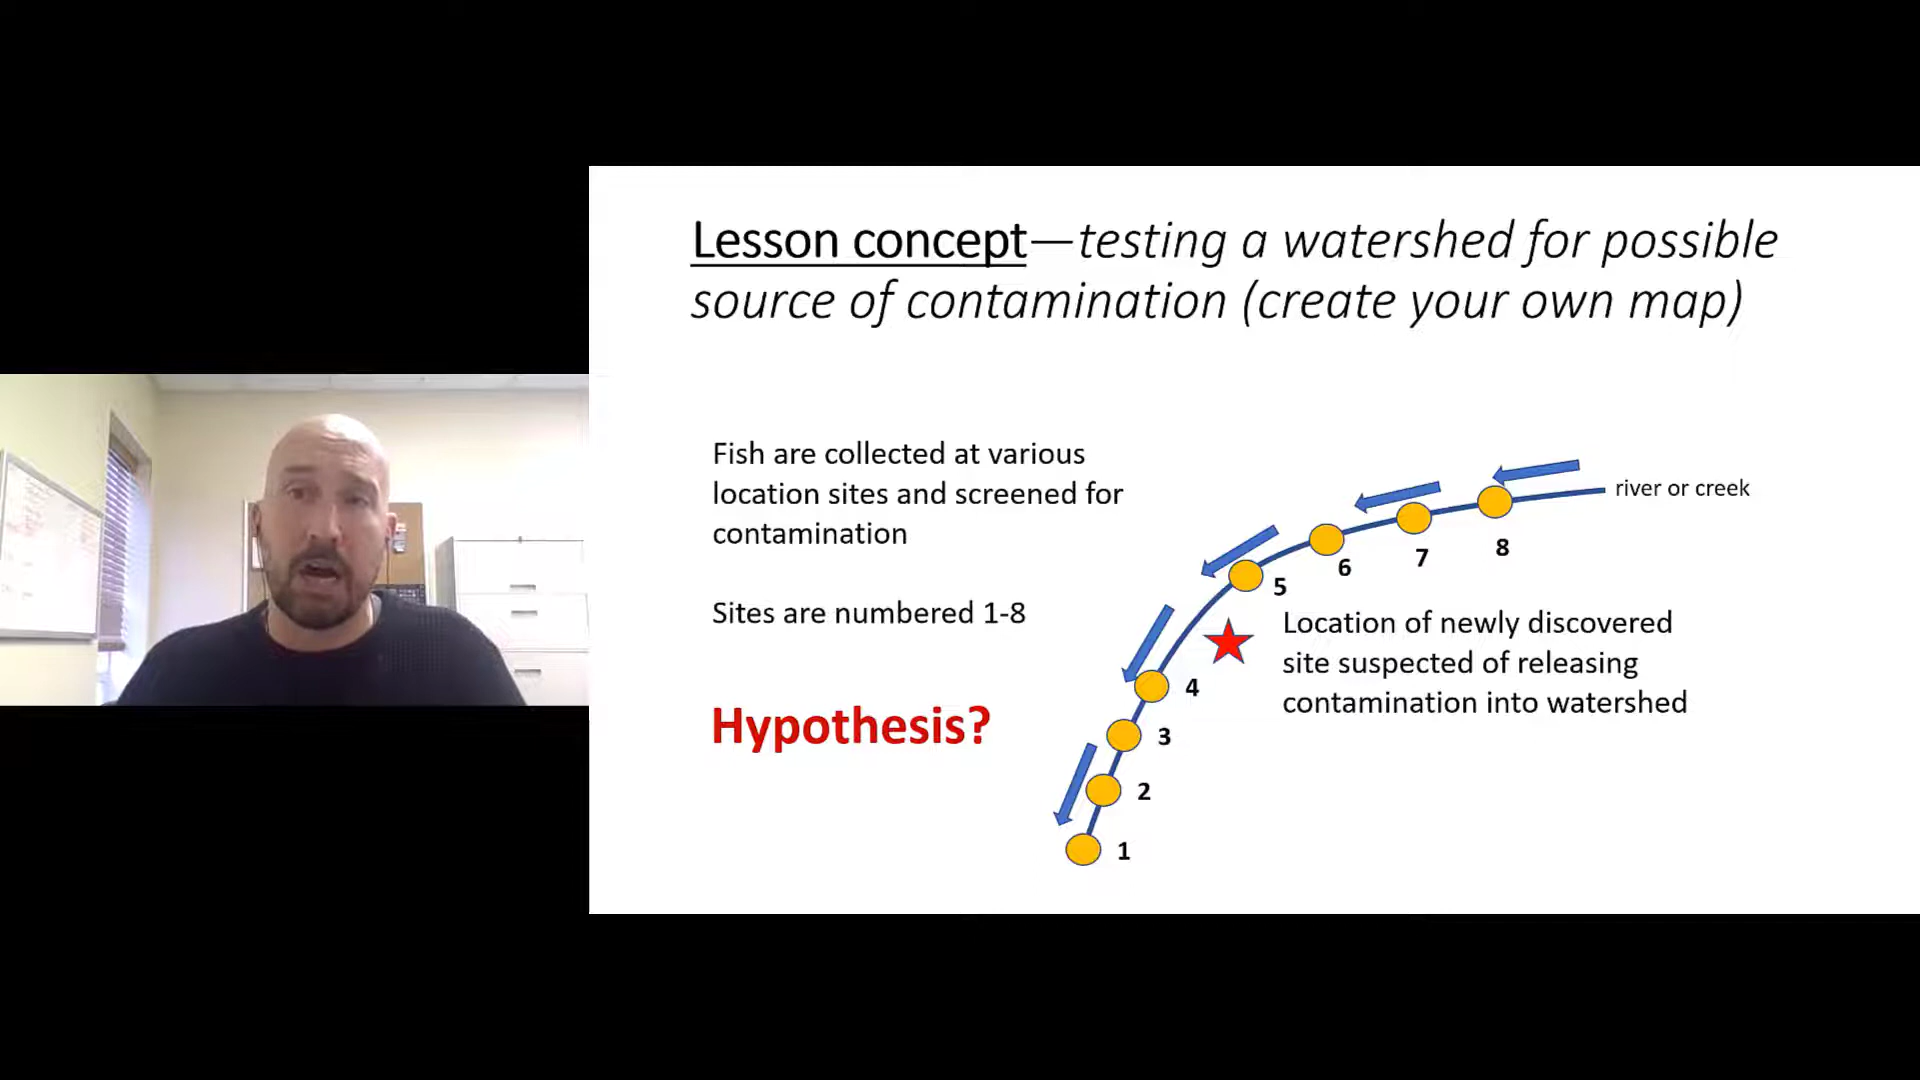 Lesson concept—testing a watershed for possible
source of contamination (create your own map)
Fish are collected at various
location sites and screened for
contamination
Sites are numbered 1-8
Hypothesis?
river or creek
8
7
6
5
Location of newly discovered
site suspected of releasing
contamination into watershed
4
3
2
1